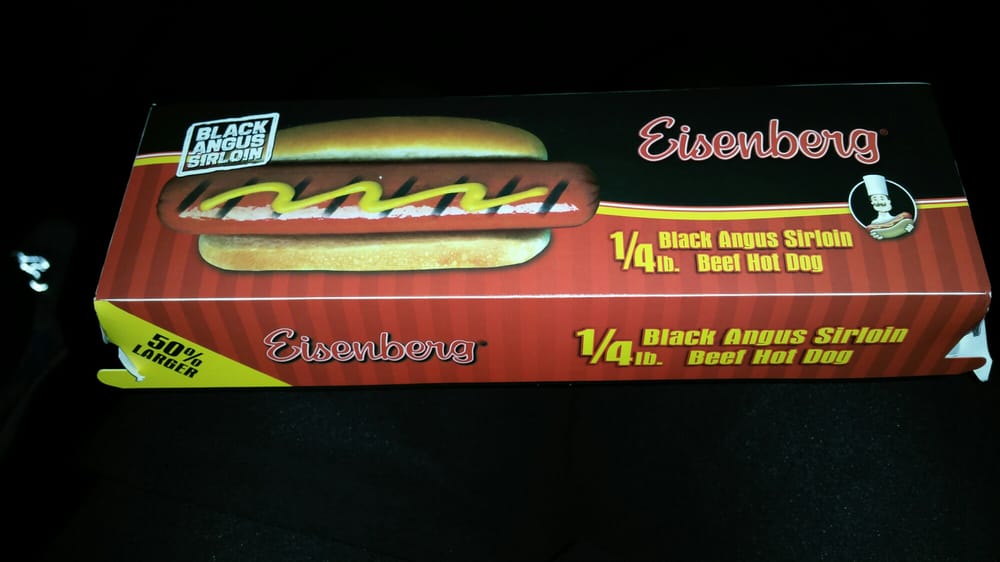 BLACK
ANGUS
SIRLOIN
Eisenberg®
1/4 lb. Black Angus Sirloin
Beef Hot Dog
50%
LARGER
Eisenberg
1/4 lb. Black Angus Sirloin
Beef Hot Dog